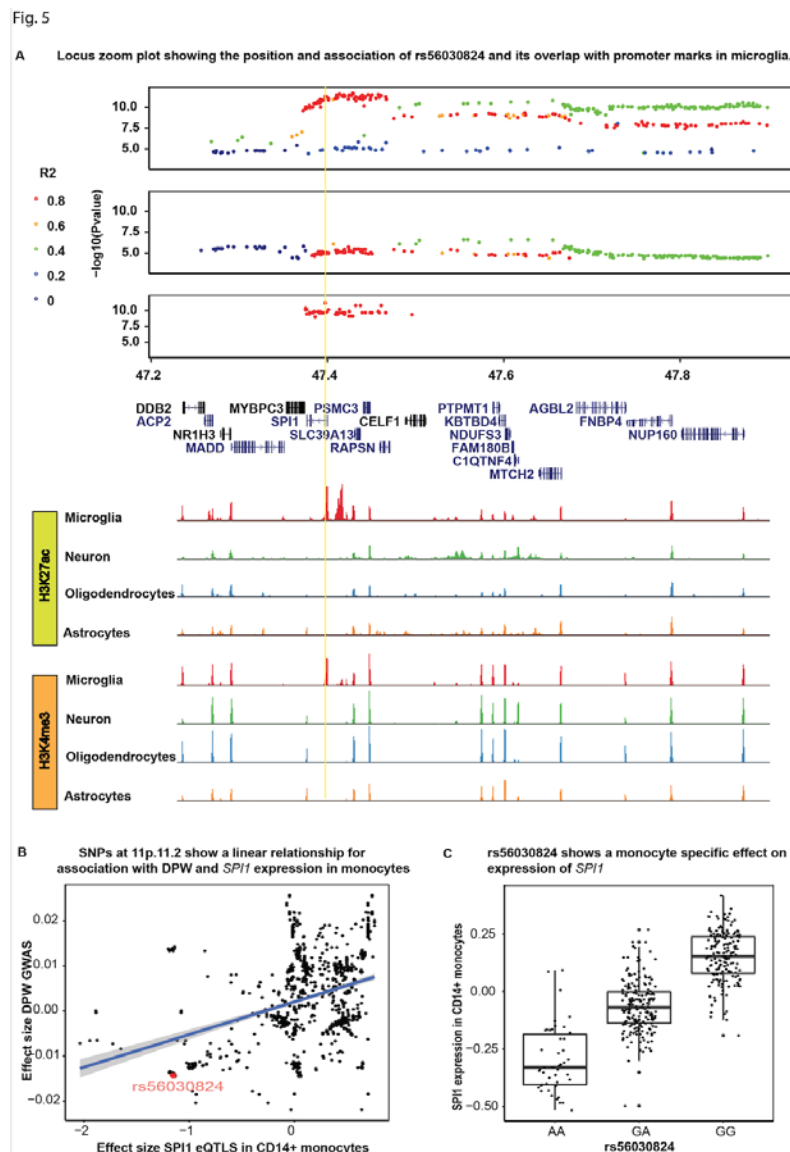 Fig. 5
A Locus zoom plot showing the position and association of rs56030824 and its overlap with promoter marks in microglia.
R2
0.8
0.6
0.4
0.2
0
−log10(Pvalue)
10.0
7.5
5.0
10.0
7.5
5.0
10.0
7.5
5.0
47.2 47.4 47.6 47.8
DDB2 MYBPC3 PSMC3 PTPMT1 AGBL2
ACP2 SPI1 CELF1 KBTBD4 FNBP4
NR1H3 SLC39A13 NDUFS3 NUP160
MADD RAPSN FAM180B
C1QTNF4
MTCH2
H3K27ac
Microglia
Neuron
Oligodendrocytes
Astrocytes
H3K4me3
Microglia
Neuron
Oligodendrocytes
Astrocytes
B SNPs at 11p.11.2 show a linear relationship for
association with DPW and SPI1 expression in monocytes
Effect size DPW GWAS
0.02
0.01
0.00
−0.01
−0.02
rs56030824
−2 −1 0
Effect size SPI1 eQTLS in CD14+ monocytes
C rs56030824 shows a monocyte specific effect on
expression of SPI1
SPI1 expression in CD14+ monocytes
0.25
0.00
−0.25
−0.50
AA GA GG
rs56030824